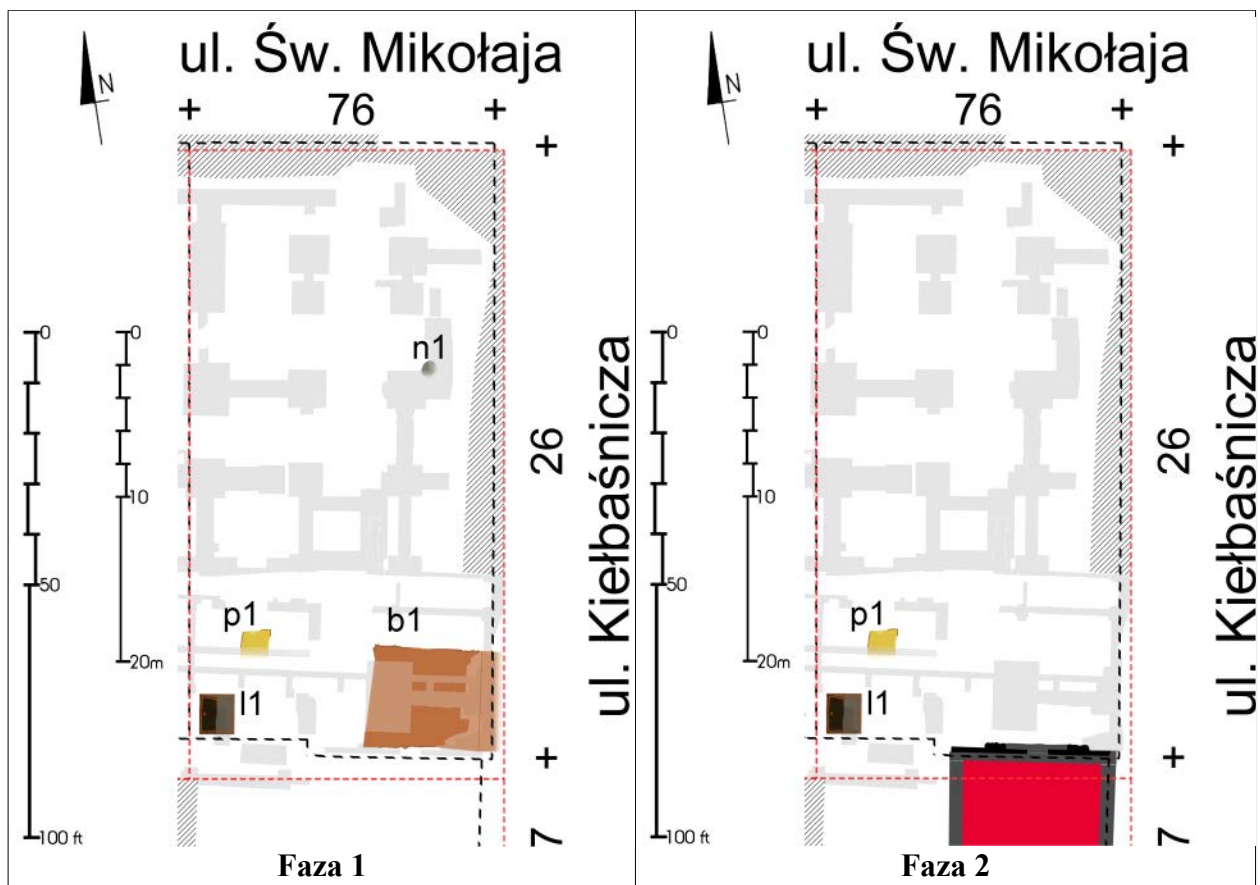 ul. Św. Mikołaja
N
+ 76 +
+
n1
0
0
10
50
20m
100 ft
26
ul. Kiełbaśnicza
p1
b1
l1
+
7
Faza 1
ul. Św. Mikołaja
N
+ 76 +
+
0
0
10
50
20m
100 ft
26
ul. Kiełbaśnicza
p1
l1
+
7
Faza 2